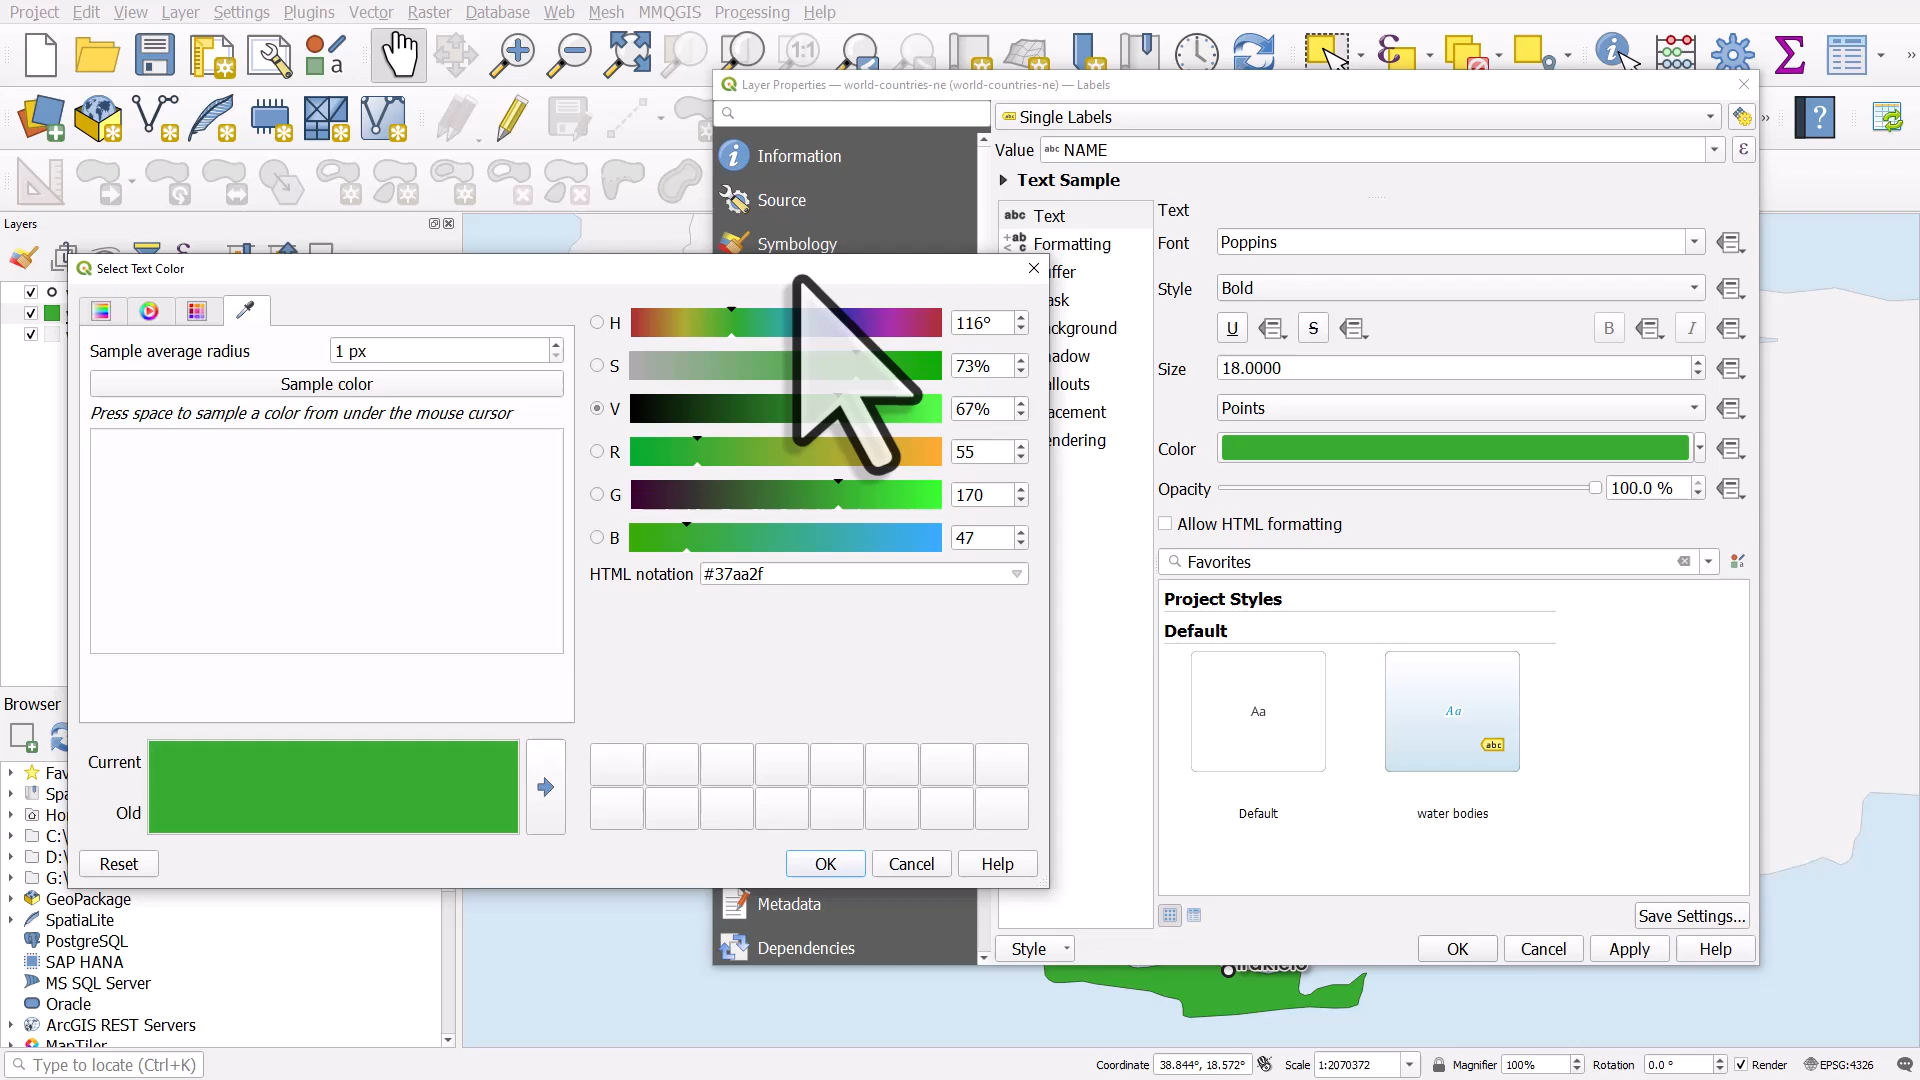 Project Edit View Layer Settings Plugins Vector Raster Database Web Mesh MMQGIS Processing Help
Layer Properties — world-countries-ne (world-countries-ne) — Labels
Single Labels
Information
Value abc NAME
Text Sample
Source
Layers
abc Text
Text
Symbology
Formatting
Font Poppins
Select Text Color
Style Bold
H 116°
U S B I
Sample average radius 1 px
S 73%
Size 18.0000
Sample color
Press space to sample a color from under the mouse cursor
V 67%
Points
R 55
Color
G 170
Opacity 100.0 %
Allow HTML formatting
B 47
Favorites
HTML notation #37aa2f
Project Styles
Default
Aa
Aa
abc
Default water bodies
Browser
Current
Old
Reset
OK Cancel Help
GeoPackage
Metadata
SpatiaLite
Save Settings...
PostgreSQL
Dependencies
Style
OK Cancel Apply Help
SAP HANA
MS SQL Server
Oracle
ArcGIS REST Servers
MapTiler
Type to locate (Ctrl+K)
Coordinate 38.844°, 18.572° Scale 1:2070372 Magnifier 100% Rotation 0.0 ° Render EPSG:4326